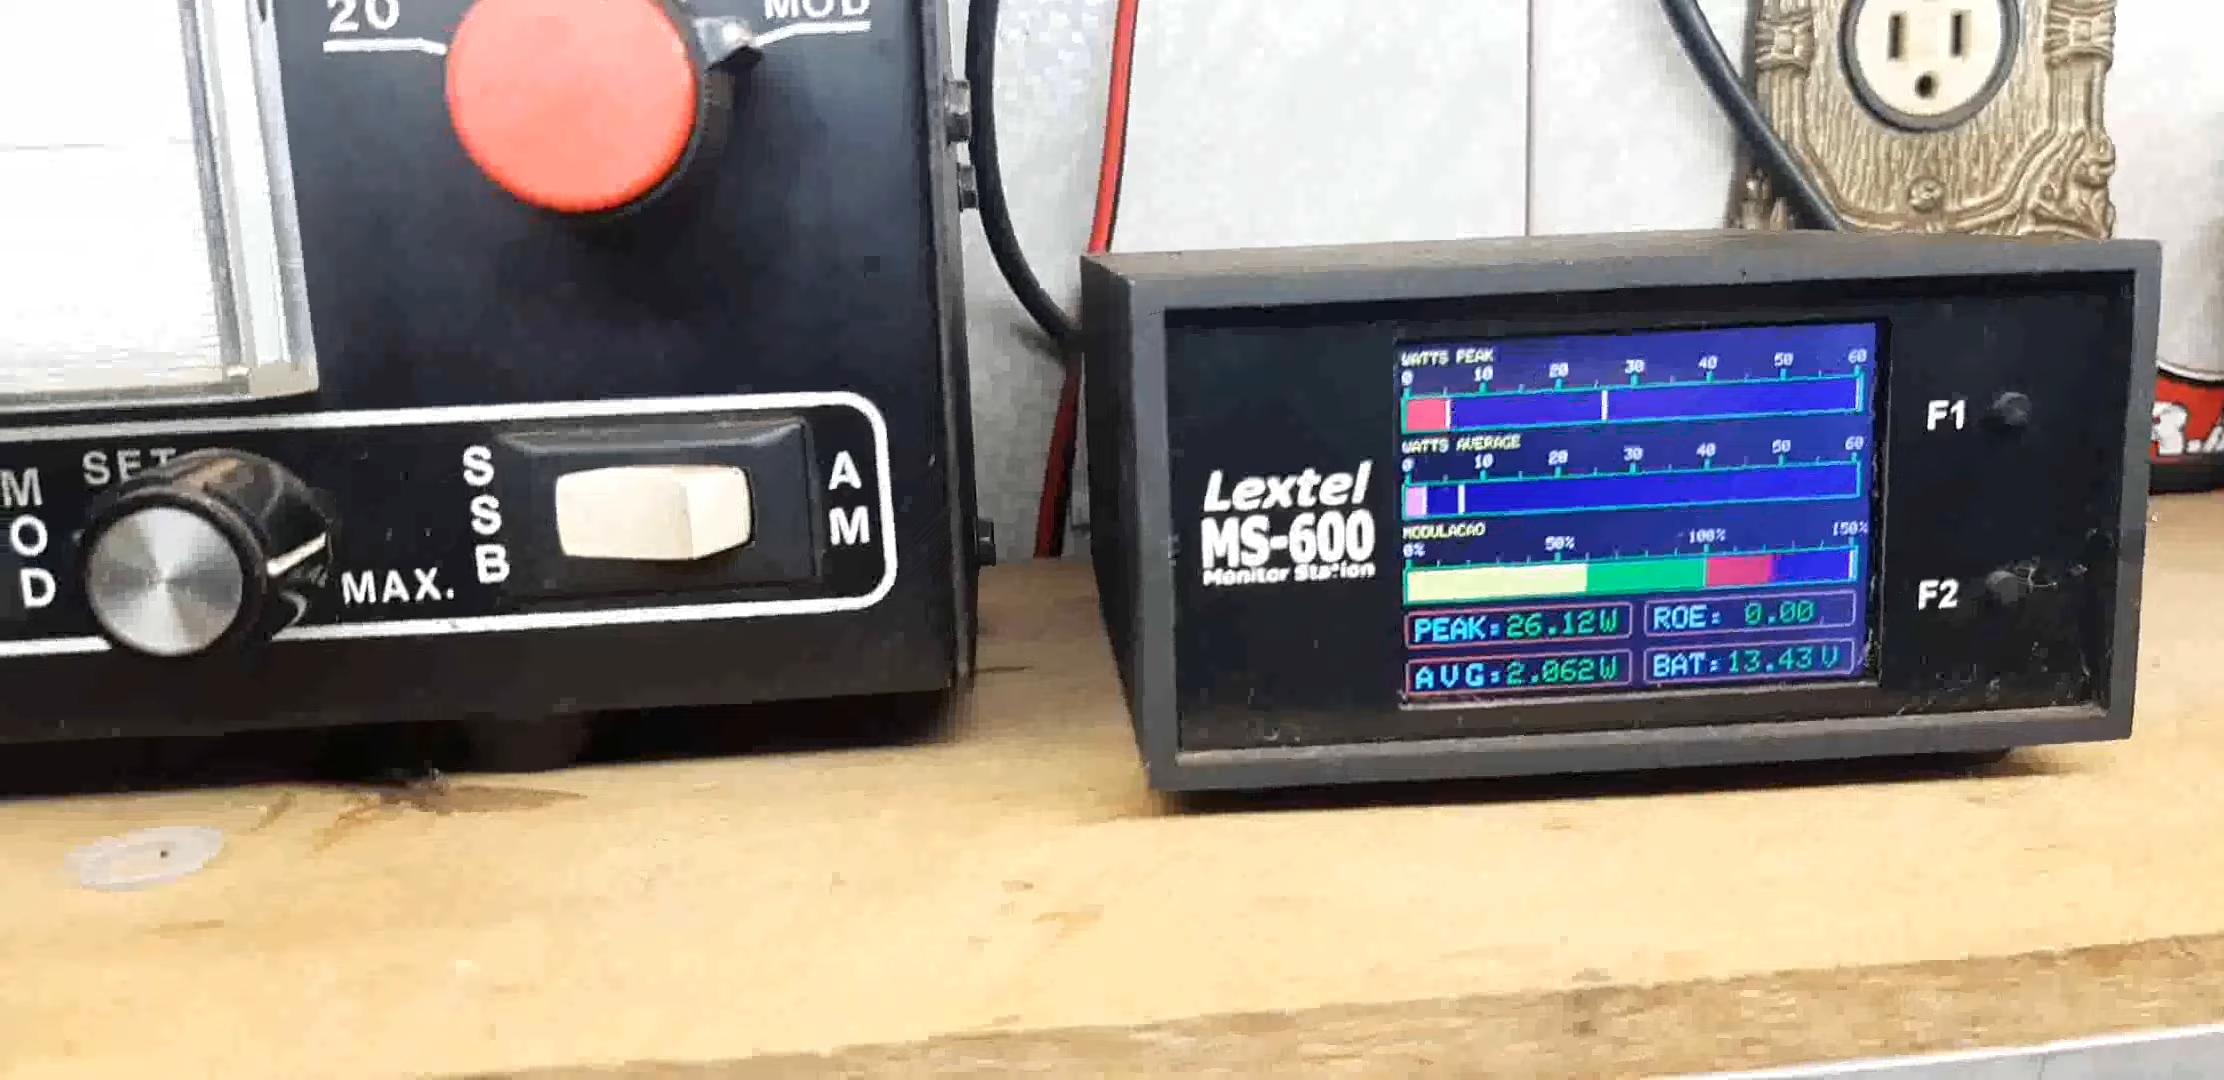 20
MOD
MOD
SET
MAX.
SSB
AM
Lextel
MS-600
Monitor Station
WATTS PEAK
0 10 20 30 40 50 60
WATTS AVERAGE
0 10 20 30 40 50 60
MODULACAO
0% 50% 100% 150%
PEAK:26.12W
ROE: 0.00
AVG:2.062W
BAT:13.43V
F1
F2